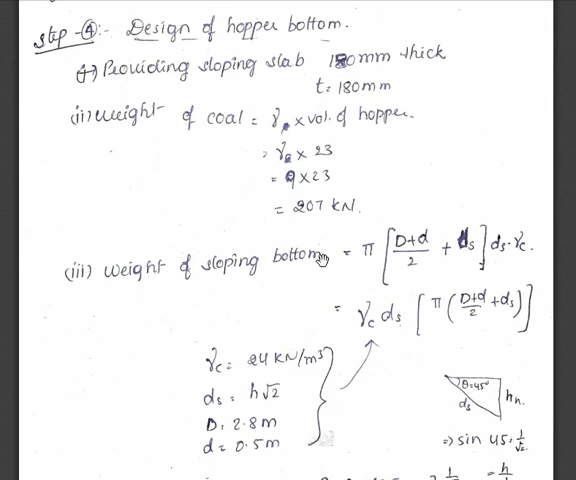 Step-④:- Design of hopper bottom.
(i) Providing sloping slab 180mm thick
t = 180mm
(ii) weight of coal = γ × vol. of hopper.
= γ × 23
= 9 × 23
= 207 KN.
(iii) weight of sloping bottom = π [ (D+d)/2 + ds ] ds·γc.
= γc ds [ π ( (D+d)/2 + ds ) ]
γc = 24 KN/m³
ds = h√2
D = 2.8m
d = 0.5m
θ=45°
ds
hn.
⇒ sin 45 = 1/√2
= h